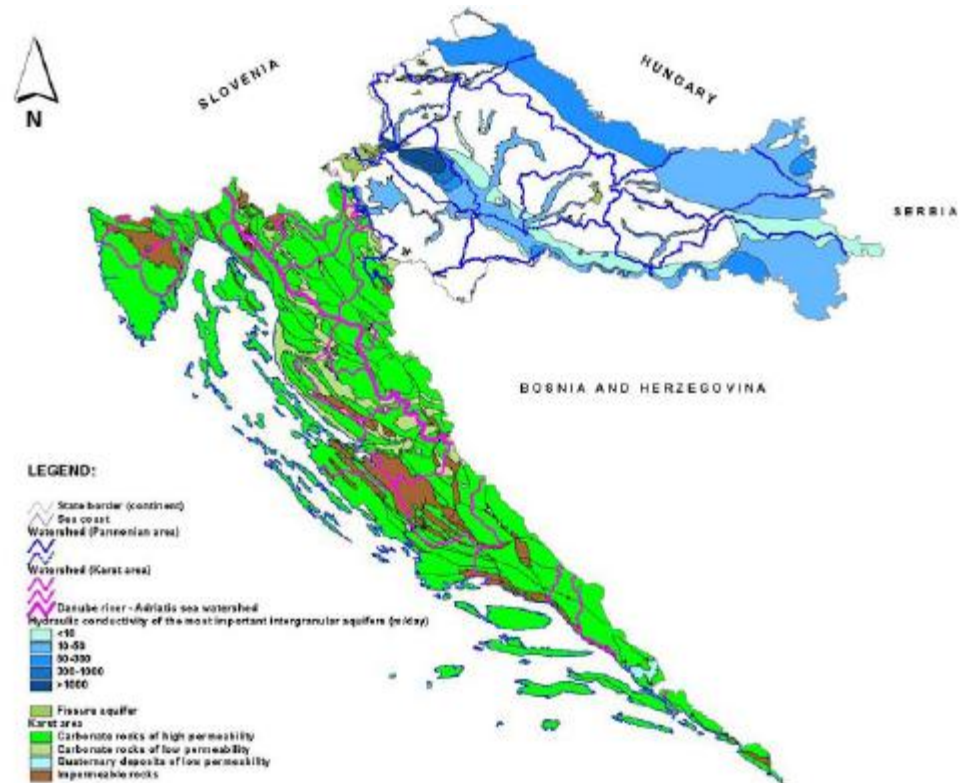 SLOVENIA
HUNGARY
N
SERBIA
BOSNIA AND HERZEGOVINA
LEGEND:
State border (continent)
Sea coast
Watershed (Pannonian area)
Watershed (Karst area)
Danube river - Adriatic sea watershed
Hydraulic conductivity of the most important intergranular aquifers (m/day)
<10
10-50
50-300
300-1000
>1000
Fissure aquifer
Karst area
Carbonate rocks of high permeability
Carbonate rocks of low permeability
Quaternary deposits of low permeability
Impermeable rocks